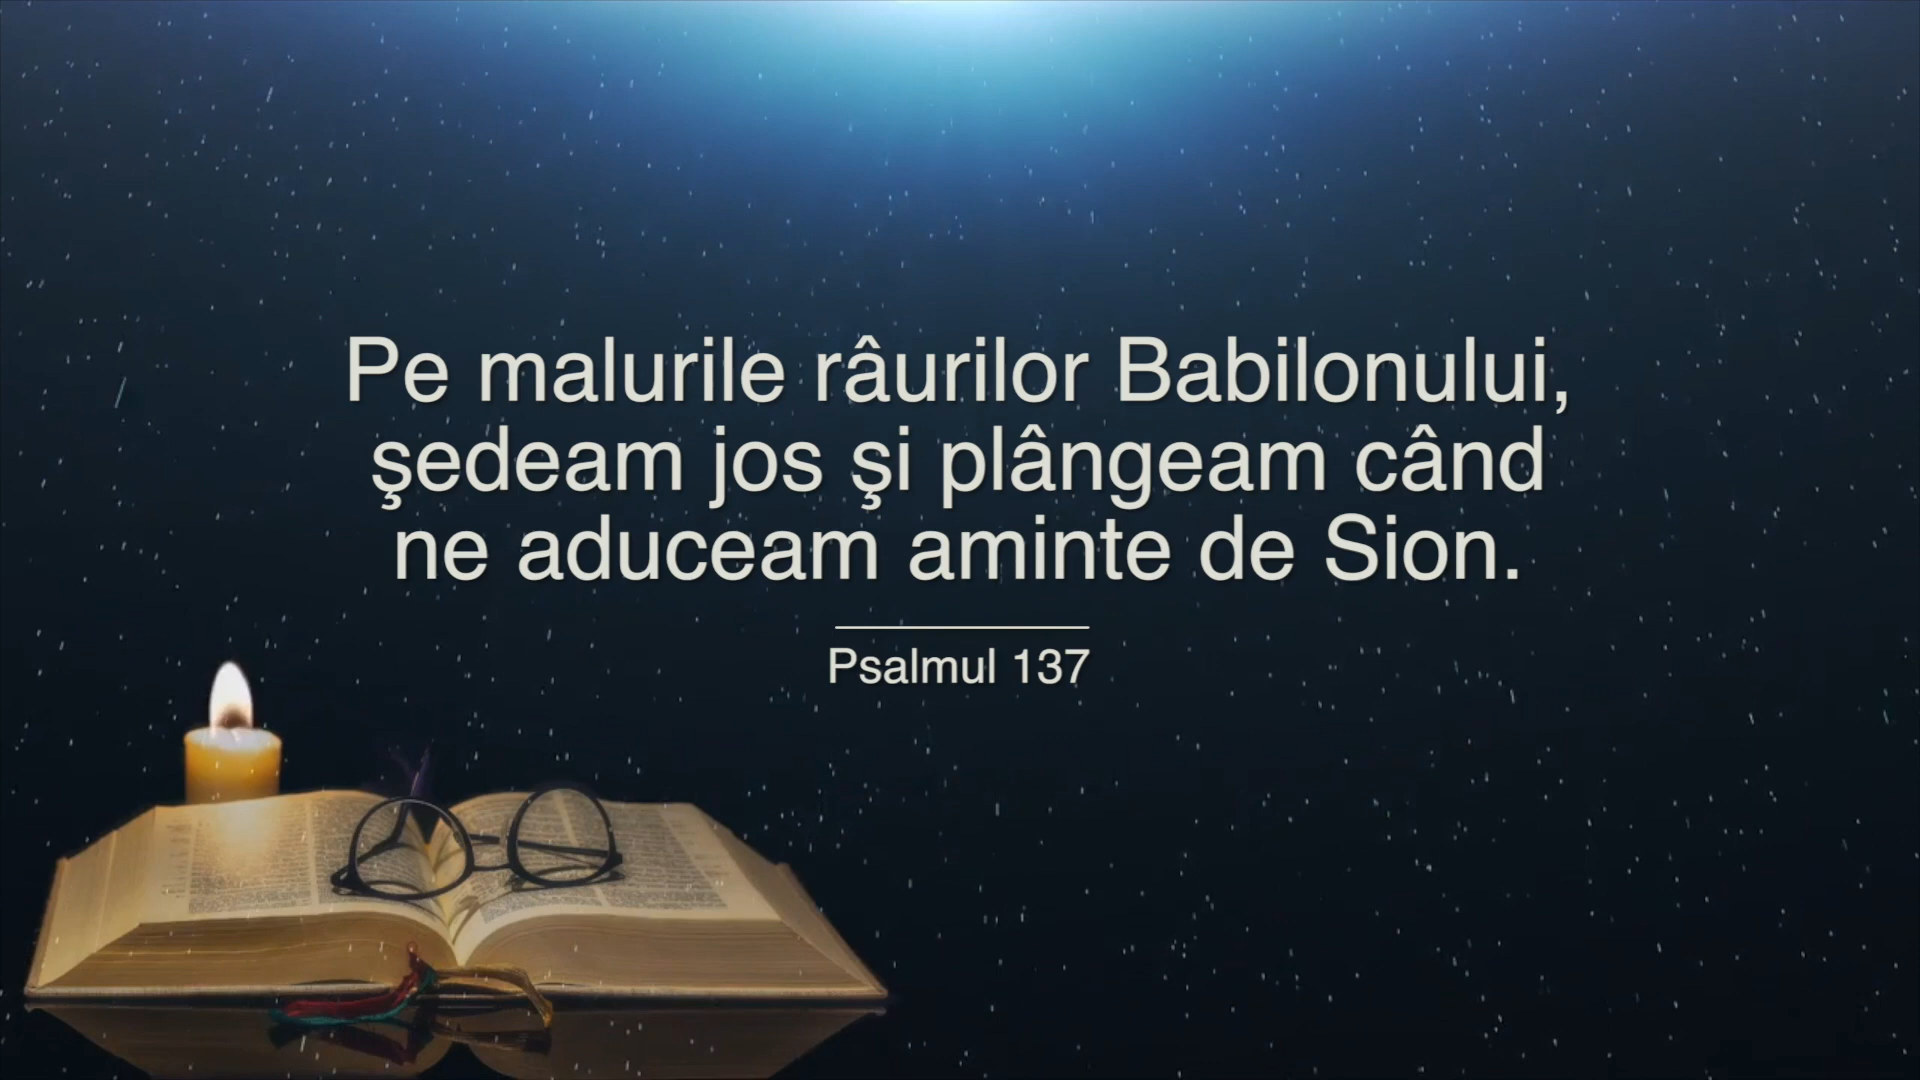 Pe malurile râurilor Babilonului,
şedeam jos şi plângeam când
ne aduceam aminte de Sion.
Psalmul 137